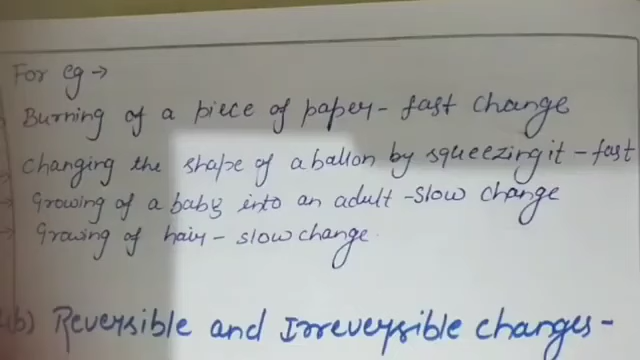 For eg →
Burning of a piece of paper - fast change
Changing the shape of a ballon by squeezing it - fast
Growing of a baby into an adult - slow change
Growing of hair - slow change.
(b) Reversible and Irreversible changes -